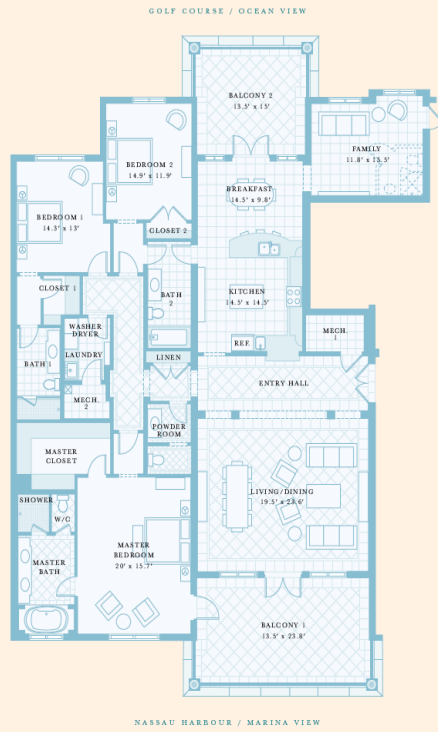 GOLF COURSE / OCEAN VIEW
BALCONY 2
13.5' x 15'
FAMILY
11.8' x 13.5'
BEDROOM 2
14.9' x 11.9'
BREAKFAST
14.5' x 9.8'
BEDROOM 1
14.3' x 13'
CLOSET 2
CLOSET 1
BATH
2
KITCHEN
14.5' x 14.5'
WASHER
DRYER
MECH.
1
REF.
LAUNDRY
LINEN
BATH 1
ENTRY HALL
MECH.
2
POWDER
ROOM
MASTER
CLOSET
LIVING/DINING
19.5' x 23.6'
SHOWER
W/C
MASTER
BEDROOM
20' x 15.7'
MASTER
BATH
BALCONY 1
13.5' x 23.8'
NASSAU HARBOUR / MARINA VIEW